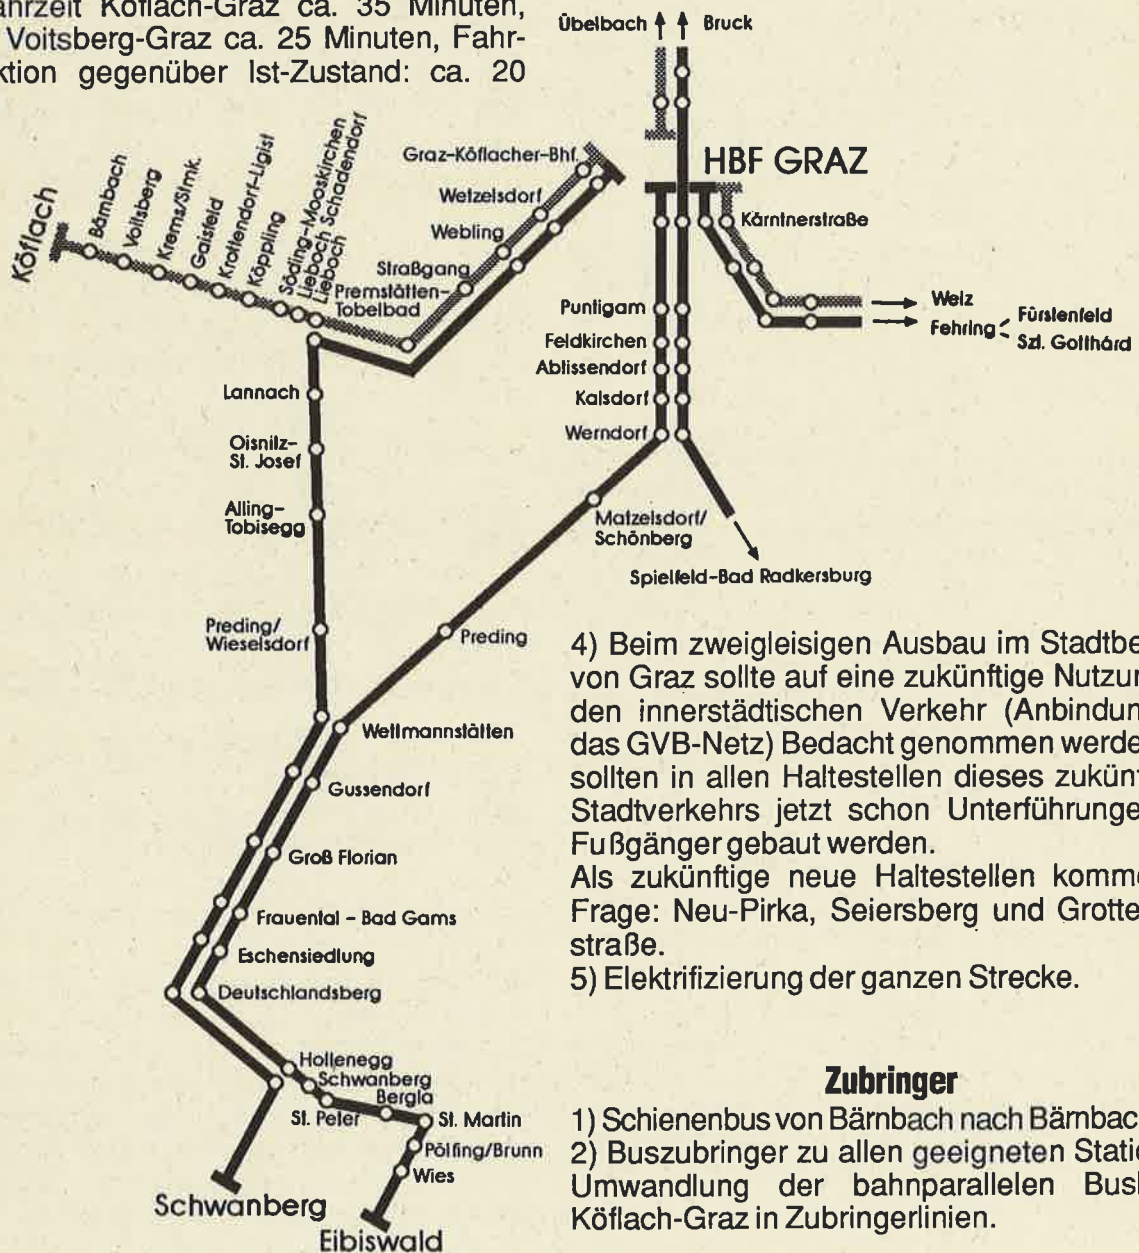 ahrzeit Köflach-Graz ca. 35 Minuten,
Voitsberg-Graz ca. 25 Minuten, Fahr-
ktion gegenüber Ist-Zustand: ca. 20
Übelbach
Bruck
HBF GRAZ
Köflach
Bärnbach
Voitsberg
Krems/Stmk.
Gaisfeld
Krottendorf-Ligist
Köppling
Söding-Mooskirchen
Lieboch Schadendorf
Lieboch
Graz-Köflacher-Bhf.
Wetzelsdorf
Webling
Straßgang
Premstätten-
Tobelbad
Kärntnerstraße
Weiz
Fehring
Fürstenfeld
Szt. Gotthárd
Puntigam
Feldkirchen
Abtissendorf
Kalsdorf
Werndorf
Lannach
Oisnitz-
St. Josef
Alling-
Tobisegg
Matzelsdorf/
Schönberg
Spielfeld-Bad Radkersburg
Preding/
Wieselsdorf
Preding
Wettmannstätten
Gussendorf
Groß Florian
Frauental - Bad Gams
Eschensiedlung
Deutschlandsberg
Hollenegg
Schwanberg
Bergla
St. Peter
St. Martin
Pölfing/Brunn
Wies
Schwanberg
Eibiswald
4) Beim zweigleisigen Ausbau im Stadtbe
von Graz sollte auf eine zukünftige Nutzur
den innerstädtischen Verkehr (Anbindun
das GVB-Netz) Bedacht genommen werde
sollten in allen Haltestellen dieses zukünf
Stadtverkehrs jetzt schon Unterführunge
Fußgänger gebaut werden.
Als zukünftige neue Haltestellen komme
Frage: Neu-Pirka, Seiersberg und Grotte
straße.
5) Elektrifizierung der ganzen Strecke.
Zubringer
1) Schienenbus von Bärnbach nach Bärnbac
2) Buszubringer zu allen geeigneten Static
Umwandlung der bahnparallelen Busl
Köflach-Graz in Zubringerlinien.